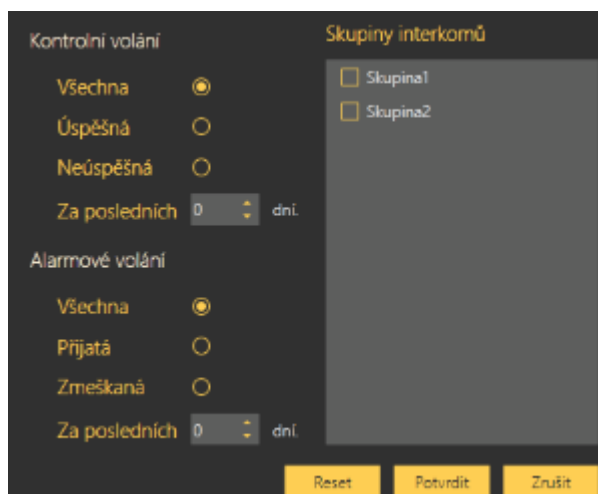 Kontrolní volání
Všechna
Úspěšná
Neúspěšná
Za posledních 0 dní.
Alarmové volání
Všechna
Přijatá
Zmeškaná
Za posledních 0 dní.
Skupiny interkomů
Skupina1
Skupina2
Reset Potvrdit Zrušit